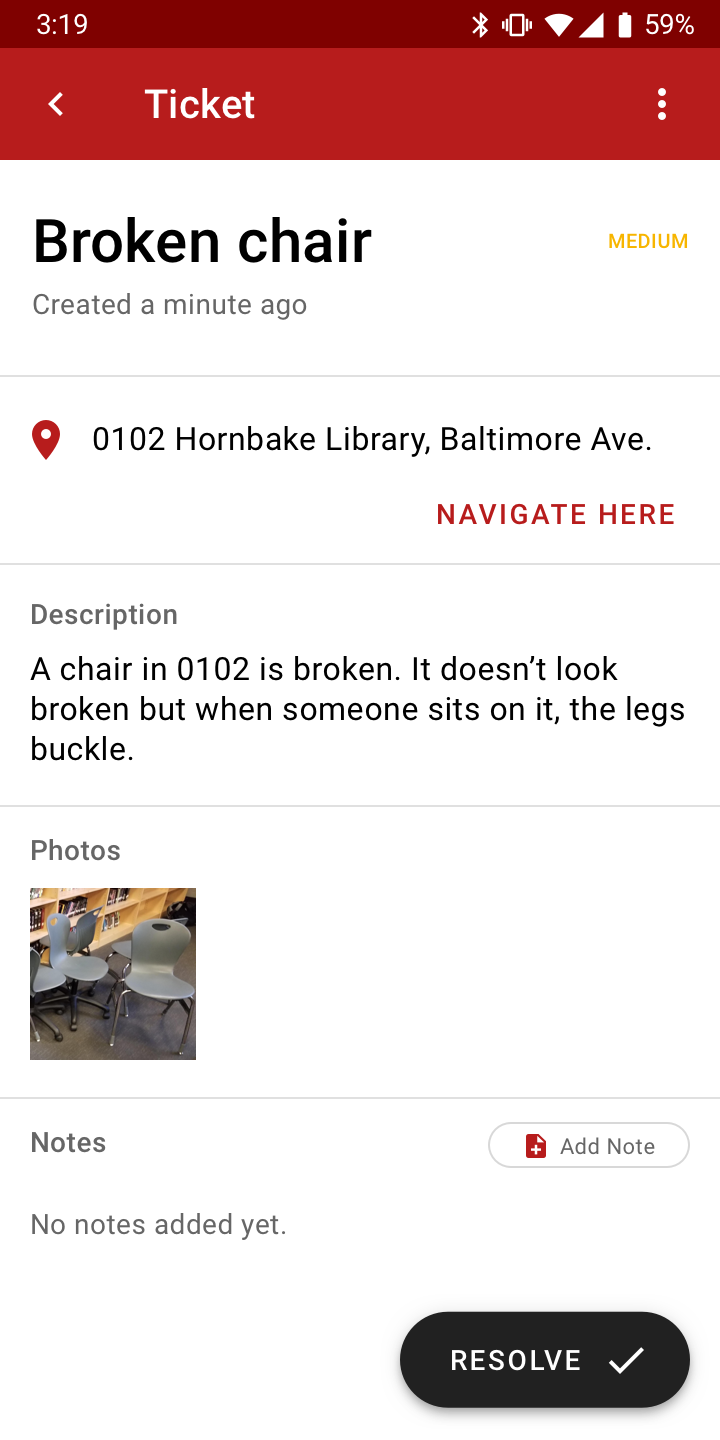 3:19
59%
Ticket
Broken chair
MEDIUM
Created a minute ago
0102 Hornbake Library, Baltimore Ave.
NAVIGATE HERE
Description
A chair in 0102 is broken. It doesn’t look
broken but when someone sits on it, the legs
buckle.
Photos
Notes
Add Note
No notes added yet.
RESOLVE